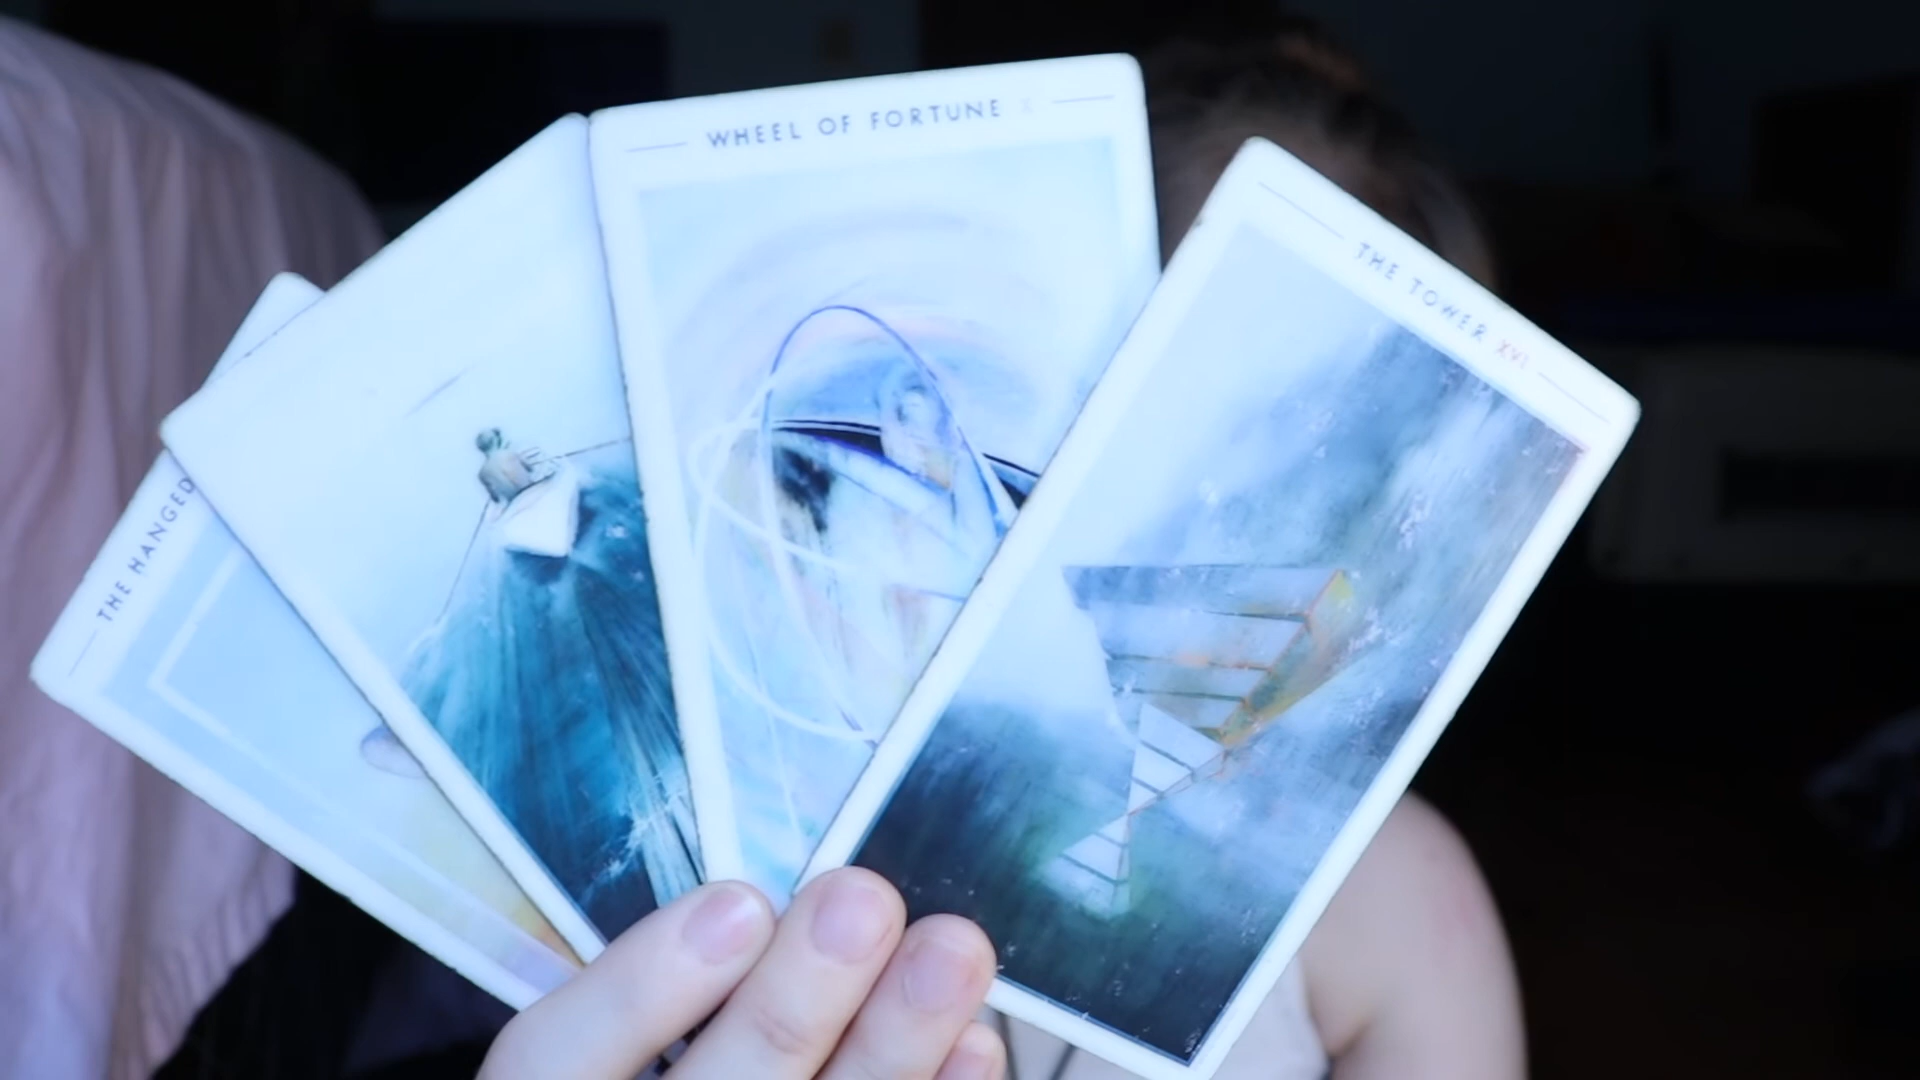 THE HANGED
WHEEL OF FORTUNE X
THE TOWER XVI